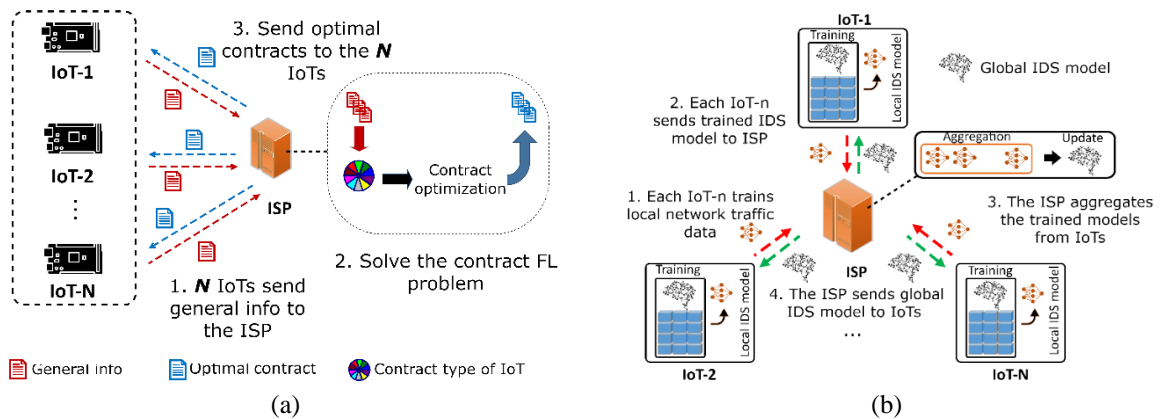 IoT-1
IoT-2
⋮
IoT-N
3. Send optimal
contracts to the N
IoTs
ISP
Contract
optimization
2. Solve the contract FL
problem
1. N IoTs send
general info to
the ISP
General info
Optimal contract
Contract type of IoT
(a)
IoT-1
Training
Local IDS model
Global IDS model
2. Each IoT-n
sends trained IDS
model to ISP
Aggregation
Update
1. Each IoT-n trains
local network traffic
data
3. The ISP aggregates
the trained models
from IoTs
ISP
Training
Local IDS model
IoT-2
4. The ISP sends global
IDS model to IoTs
...
Training
Local IDS model
IoT-N
(b)